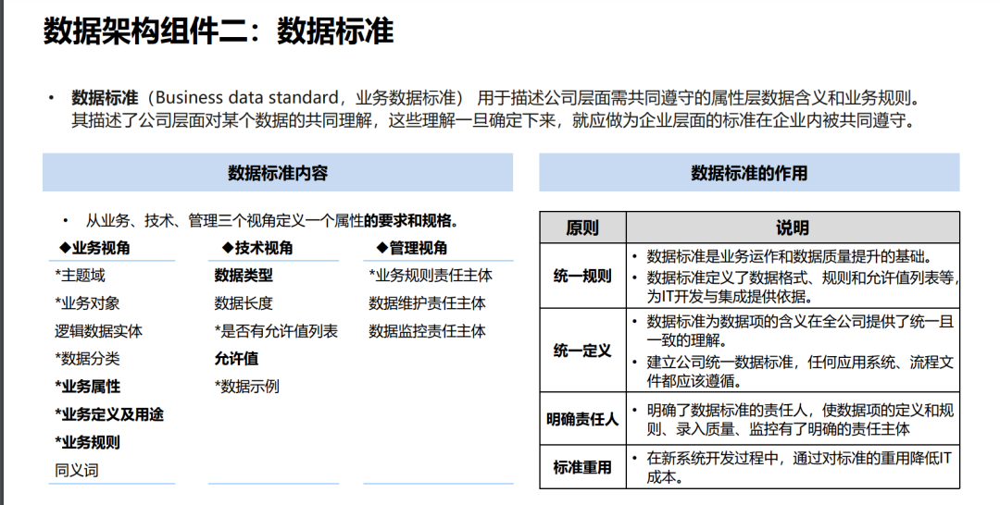 数据架构组件二：数据标准
• 数据标准（Business data standard，业务数据标准） 用于描述公司层面需共同遵守的属性层数据含义和业务规则。
其描述了公司层面对某个数据的共同理解，这些理解一旦确定下来，就应做为企业层面的标准在企业内被共同遵守。
数据标准内容
• 从业务、技术、管理三个视角定义一个属性的要求和规格。
◆业务视角
*主题域
*业务对象
逻辑数据实体
*数据分类
*业务属性
*业务定义及用途
*业务规则
同义词
◆技术视角
数据类型
数据长度
*是否有允许值列表
允许值
*数据示例
◆管理视角
*业务规则责任主体
数据维护责任主体
数据监控责任主体
数据标准的作用
原则 说明
统一规则
• 数据标准是业务运作和数据质量提升的基础。
• 数据标准定义了数据格式、规则和允许值列表等，
为IT开发与集成提供依据。
统一定义
• 数据标准为数据项的含义在全公司提供了统一且
一致的理解。
• 建立公司统一数据标准，任何应用系统、流程文
件都应该遵循。
明确责任人
• 明确了数据标准的责任人，使数据项的定义和规
则、录入质量、监控有了明确的责任主体
标准重用
• 在新系统开发过程中，通过对标准的重用降低IT
成本。